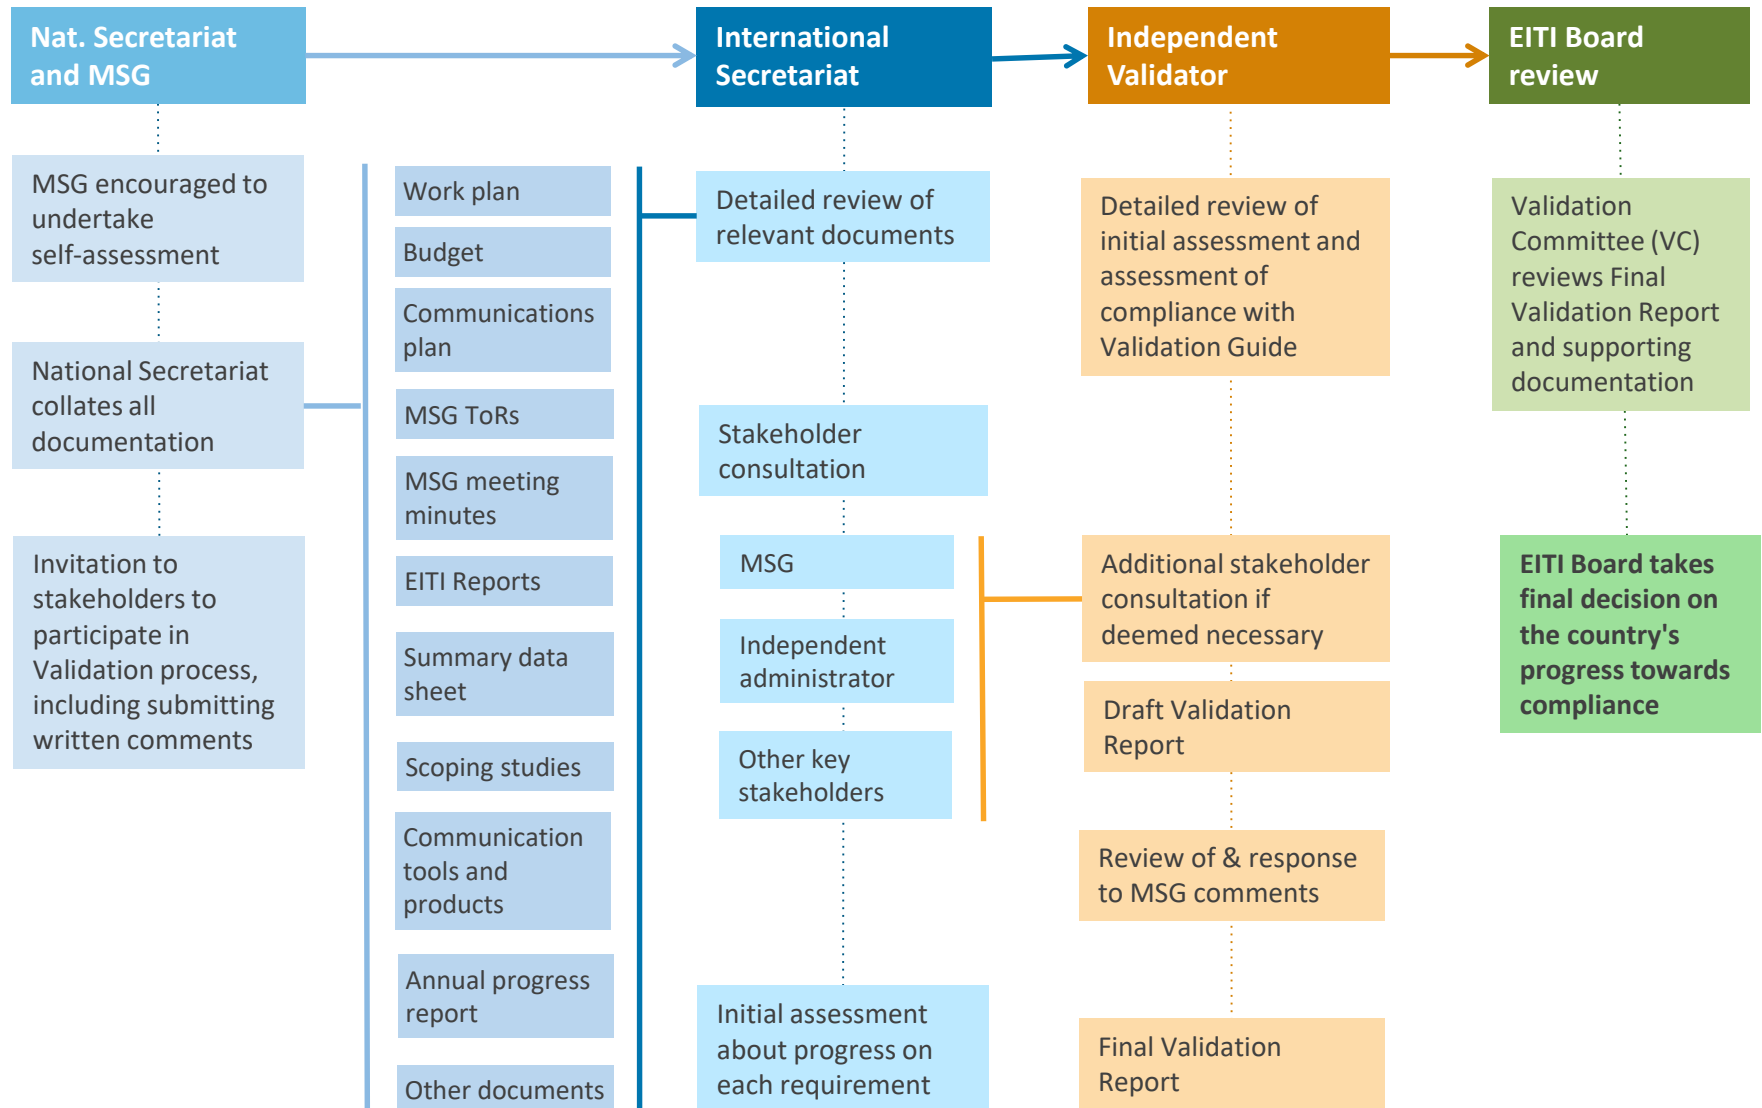 Nat. Secretariat
and MSG
International
Secretariat
Independent
Validator
EITI Board
review
MSG encouraged to
undertake
self-assessment
National Secretariat
collates all
documentation
Invitation to
stakeholders to
participate in
Validation process,
including submitting
written comments
Work plan
Budget
Communications
plan
MSG ToRs
MSG meeting
minutes
EITI Reports
Summary data
sheet
Scoping studies
Communication
tools and
products
Annual progress
report
Other documents
Detailed review of
relevant documents
Stakeholder
consultation
MSG
Independent
administrator
Other key
stakeholders
Initial assessment
about progress on
each requirement
Detailed review of
initial assessment and
assessment of
compliance with
Validation Guide
Additional stakeholder
consultation if
deemed necessary
Draft Validation
Report
Review of & response
to MSG comments
Final Validation
Report
Validation
Committee (VC)
reviews Final
Validation Report
and supporting
documentation
EITI Board takes
final decision on
the country's
progress towards
compliance